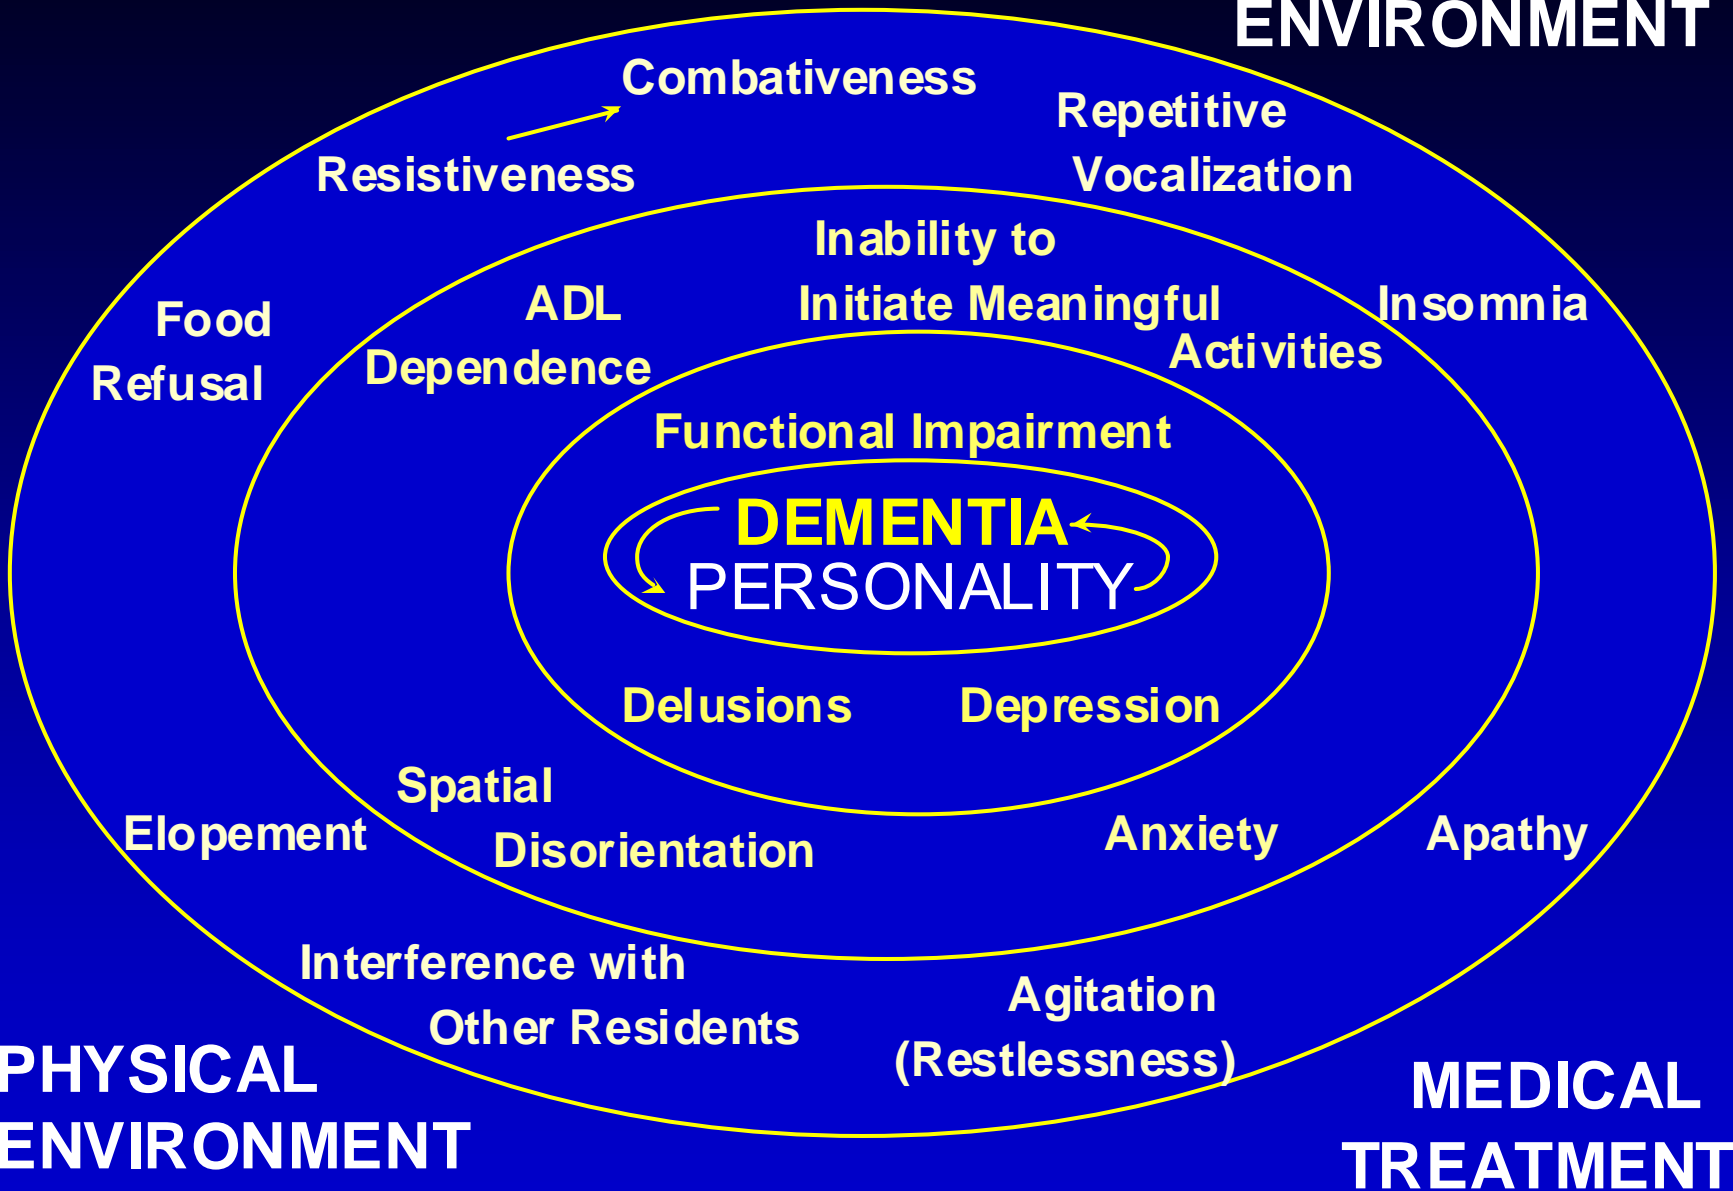 ENVIRONMENT
Combativeness
Repetitive
Vocalization
Resistiveness
Inability to
Initiate Meaningful
Activities
ADL
Dependence
Insomnia
Food
Refusal
Functional Impairment
DEMENTIA
PERSONALITY
Delusions
Depression
Spatial
Disorientation
Elopement
Anxiety
Apathy
Interference with
Other Residents
Agitation
(Restlessness)
PHYSICAL
ENVIRONMENT
MEDICAL
TREATMENT